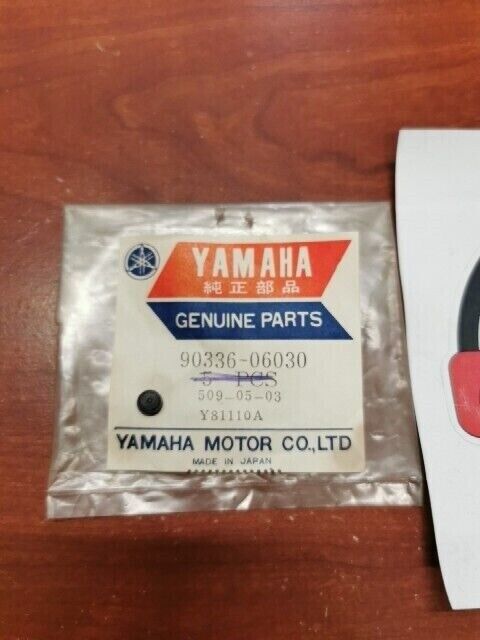 YAMAHA
純正部品
GENUINE PARTS
90336-06030
5 PCS
509-05-03
Y81110A
YAMAHA MOTOR CO.,LTD
MADE IN JAPAN